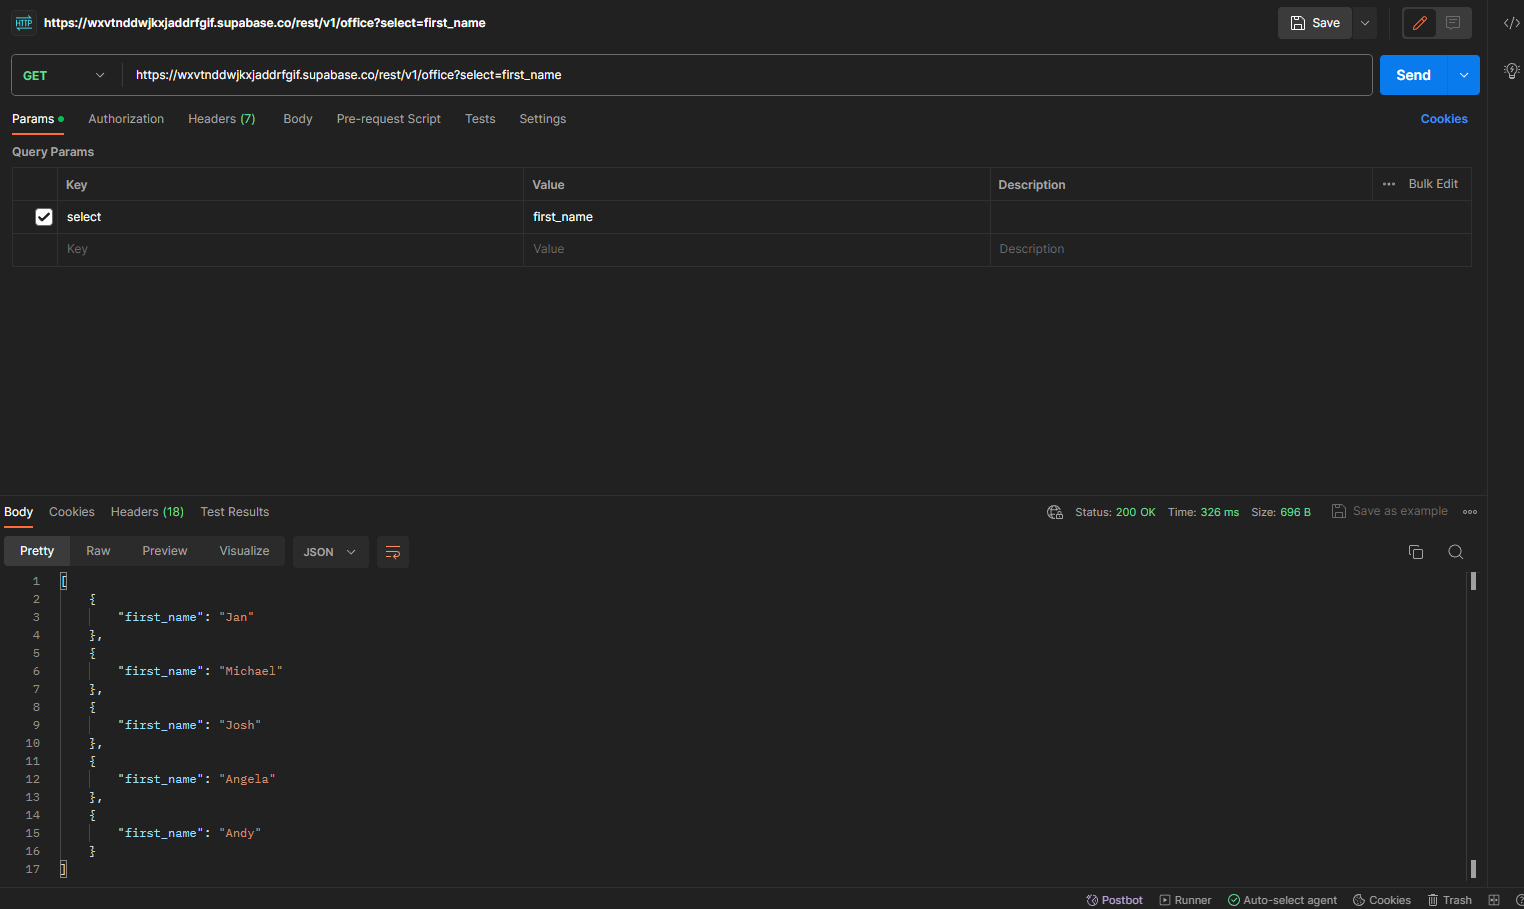 HTTP https://wxvtnddwjkxjaddrfgif.supabase.co/rest/v1/office?select=first_name Save </>
GET https://wxvtnddwjkxjaddrfgif.supabase.co/rest/v1/office?select=first_name Send
Params Authorization Headers (7) Body Pre-request Script Tests Settings Cookies
Query Params
Key Value Description ••• Bulk Edit
select first_name
Key Value Description
Body Cookies Headers (18) Test Results Status: 200 OK Time: 326 ms Size: 696 B Save as example
Pretty Raw Preview Visualize JSON
1 [
2 {
3 "first_name": "Jan"
4 },
5 {
6 "first_name": "Michael"
7 },
8 {
9 "first_name": "Josh"
10 },
11 {
12 "first_name": "Angela"
13 },
14 {
15 "first_name": "Andy"
16 }
17 ]
Postbot Runner Auto-select agent Cookies Trash